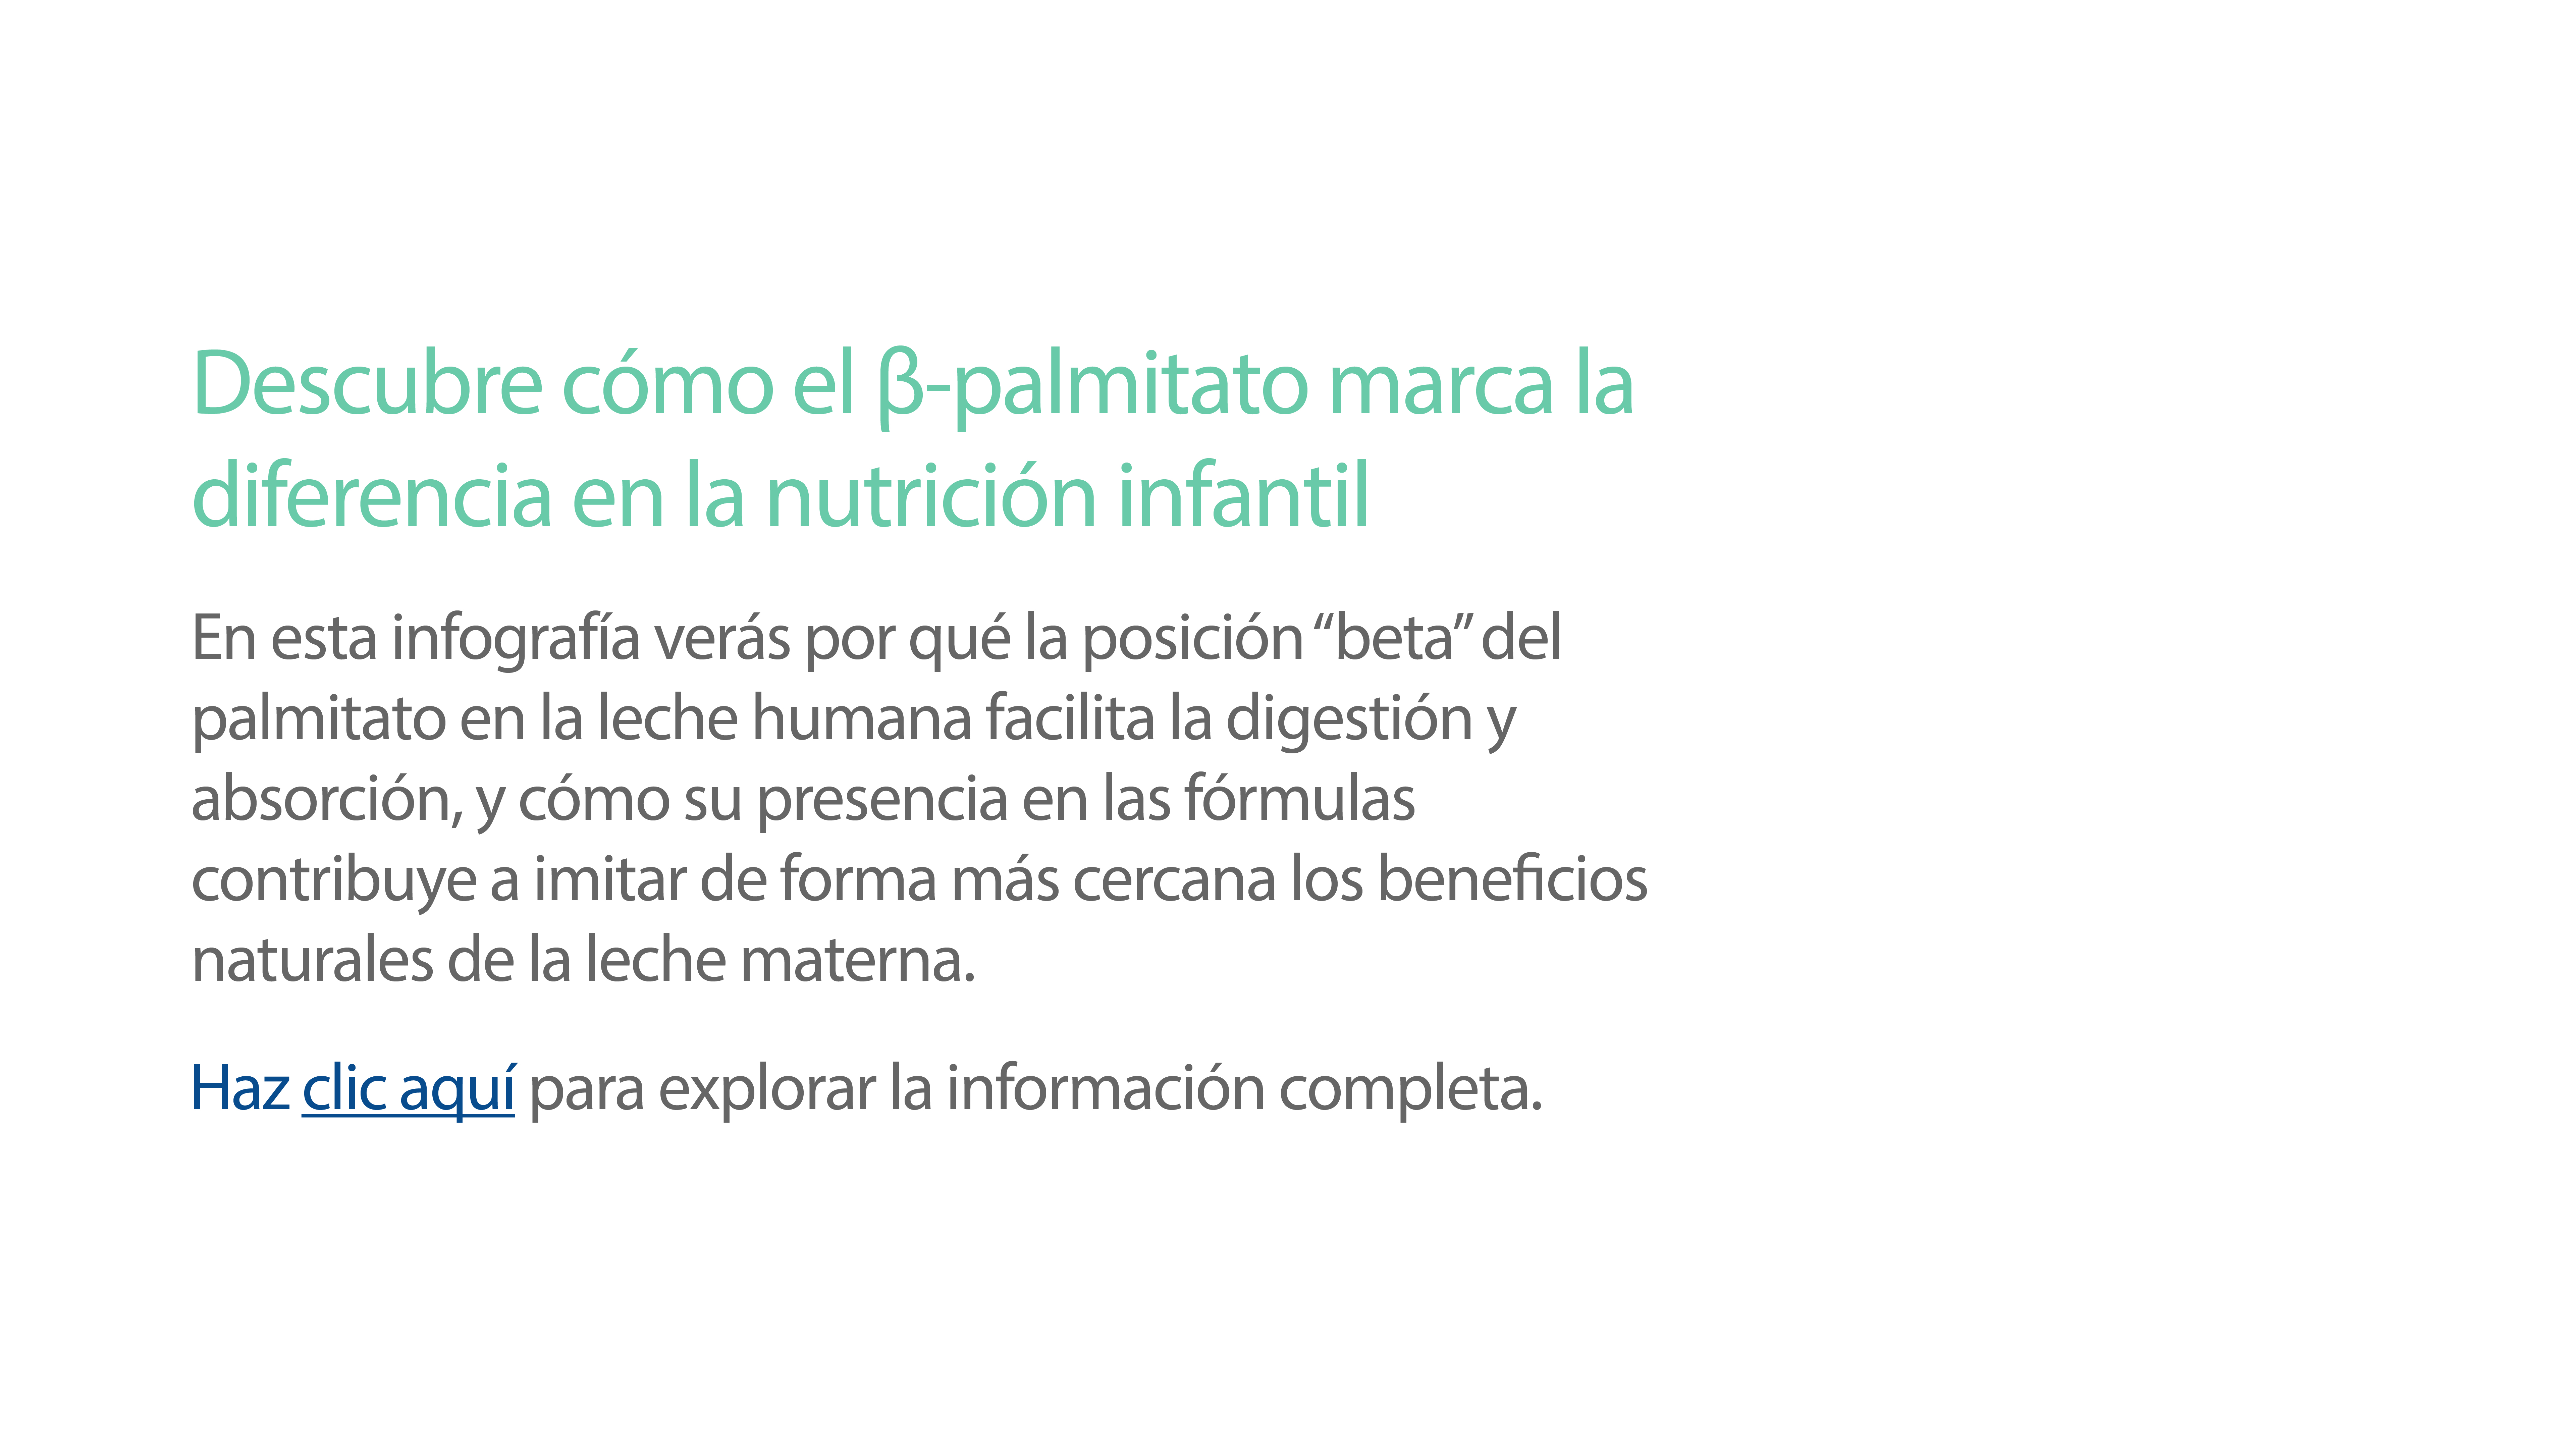 Descubre cómo el β-palmitato marca la
diferencia en la nutrición infantil
En esta infografía verás por qué la posición “beta” del
palmitato en la leche humana facilita la digestión y
absorción, y cómo su presencia en las fórmulas
contribuye a imitar de forma más cercana los beneficios
naturales de la leche materna.
Haz clic aquí para explorar la información completa.